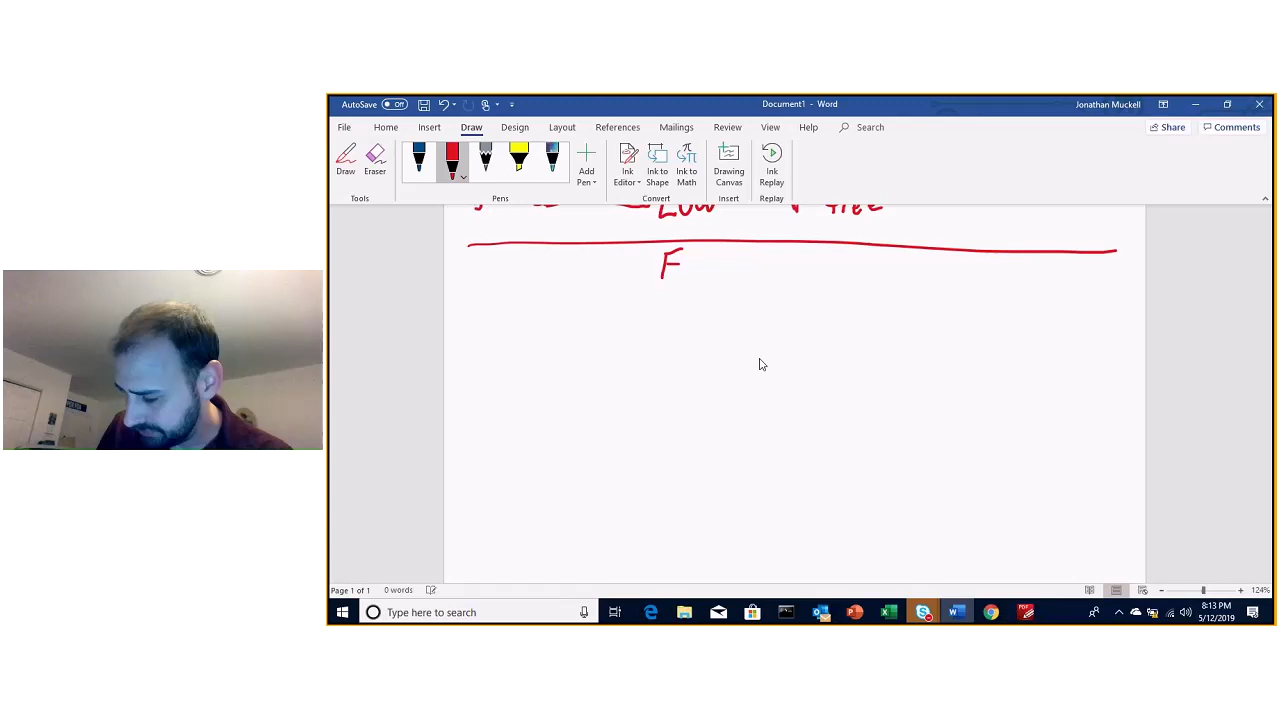 AutoSave Off Document1 - Word Jonathan Muckell
File Home Insert Draw Design Layout References Mailings Review View Help Search Share Comments
Draw Eraser Add Pen Ink Editor Ink to Shape Ink to Math Drawing Canvas Ink Replay
Tools Pens Convert Insert Replay
F
Page 1 of 1 0 words 124%
Type here to search 8:13 PM
5/12/2019